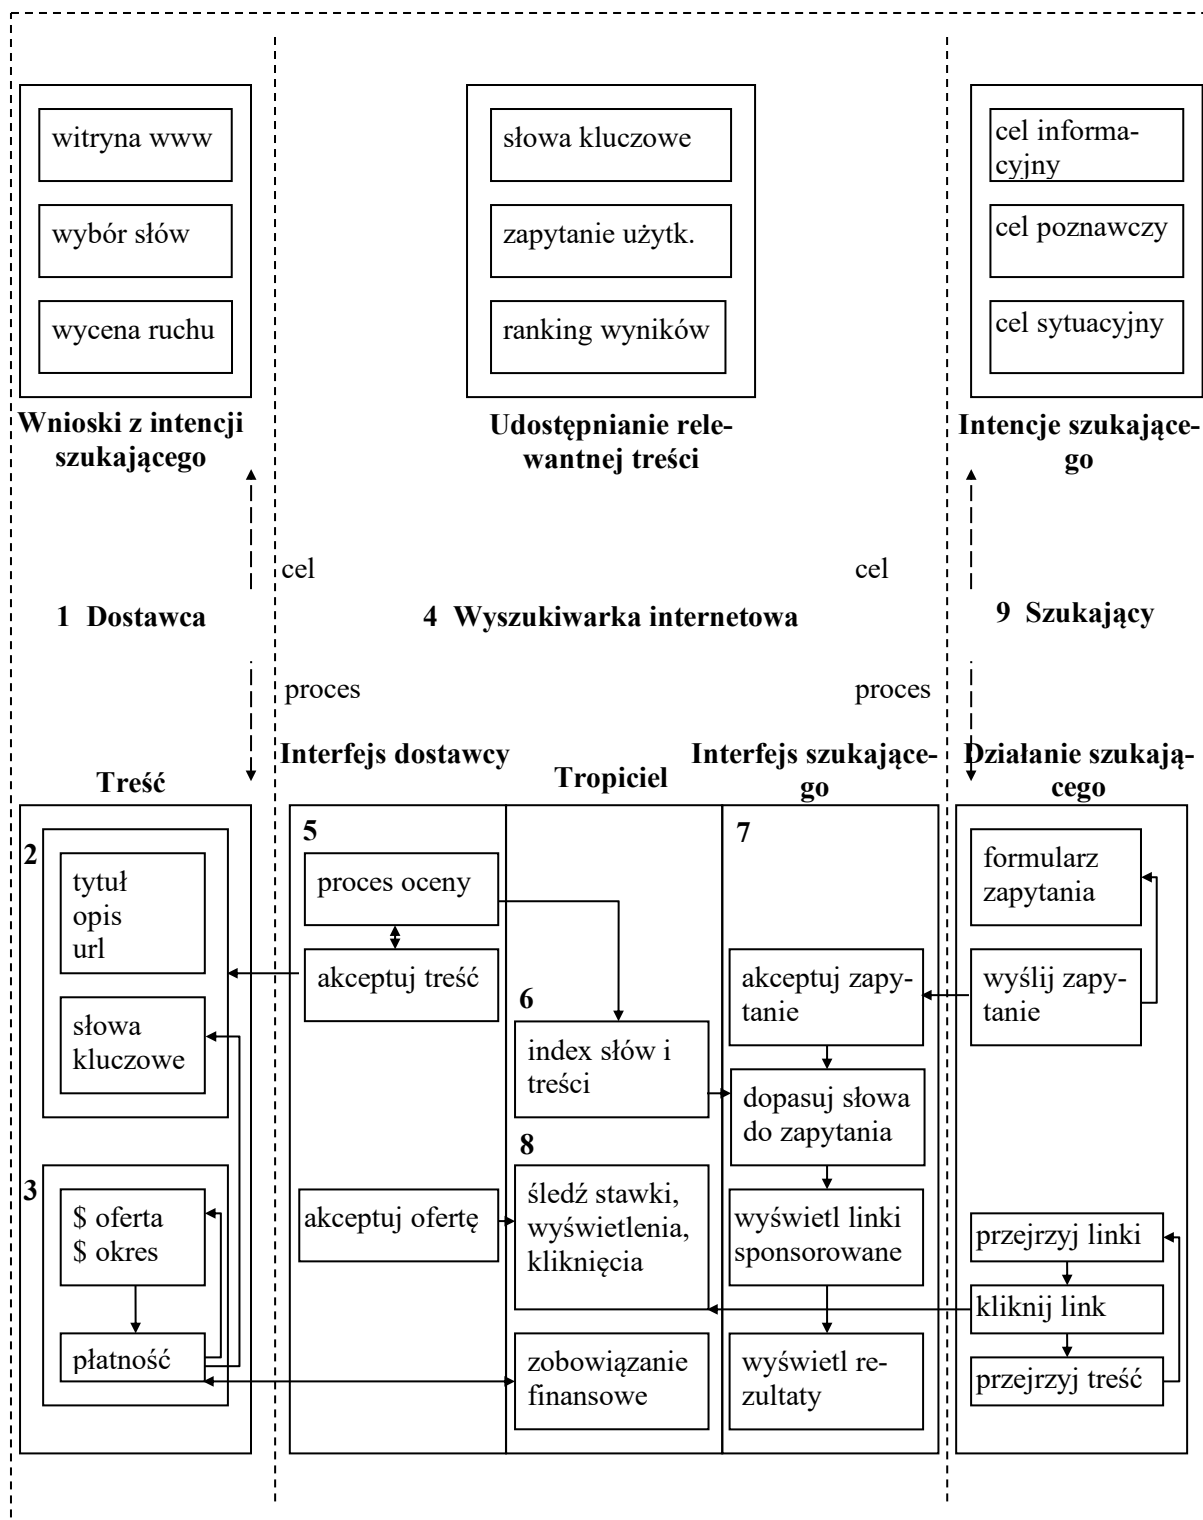 witryna www
wybór słów
wycena ruchu
Wnioski z intencji
szukającego
słowa kluczowe
zapytanie użytk.
ranking wyników
Udostępnianie rele-
wantnej treści
cel informa-
cyjny
cel poznawczy
cel sytuacyjny
Intencje szukające-
go
cel
cel
1 Dostawca
4 Wyszukiwarka internetowa
9 Szukający
proces
proces
Treść
2
tytuł
opis
url
słowa
kluczowe
3
$ oferta
$ okres
płatność
Interfejs dostawcy
5
proces oceny
akceptuj treść
akceptuj ofertę
Tropiciel
6
index słów i
treści
8
śledź stawki,
wyświetlenia,
kliknięcia
zobowiązanie
finansowe
Interfejs szukające-
go
7
akceptuj zapy-
tanie
dopasuj słowa
do zapytania
wyświetl linki
sponsorowane
wyświetl re-
zultaty
Działanie szukają-
cego
formularz
zapytania
wyślij zapy-
tanie
przejrzyj linki
kliknij link
przejrzyj treść